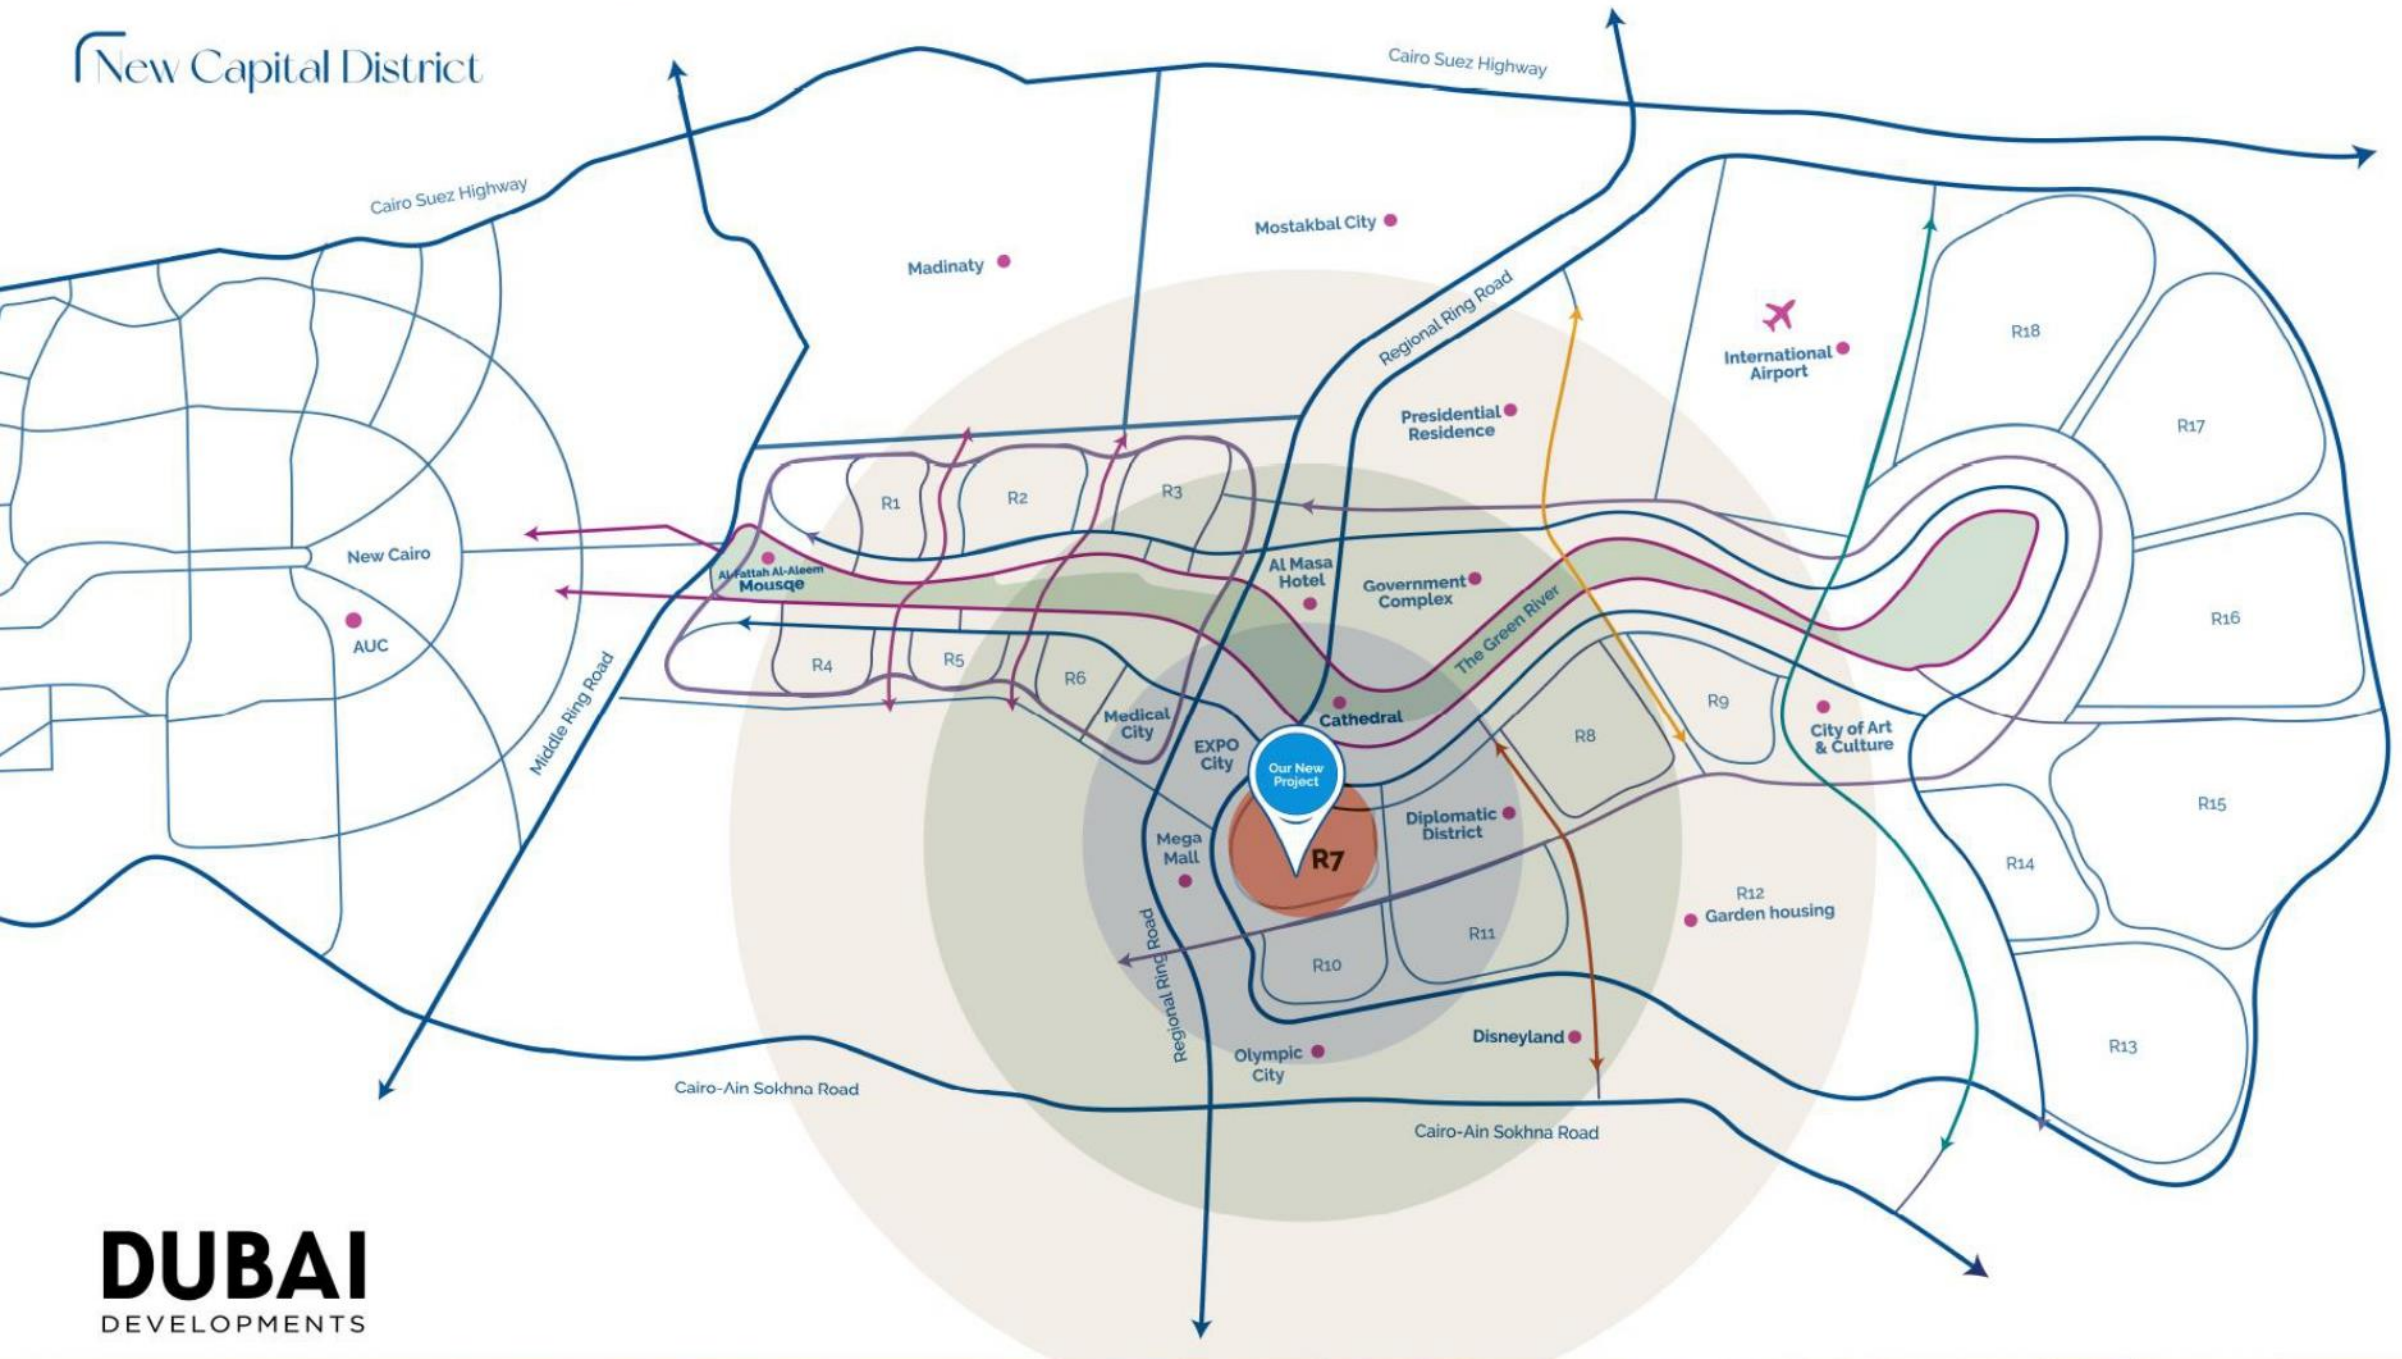 New Capital District
Cairo Suez Highway
Cairo Suez Highway
Mostakbal City
Madinaty
Regional Ring Road
International
Airport
R18
R17
Presidential
Residence
R1
R2
R3
New Cairo
Al-Fattah Al-Aleem
Mousqe
Al Masa
Hotel
Government
Complex
The Green River
R16
AUC
R4
R5
R6
Middle Ring Road
Medical
City
Cathedral
EXPO
City
R8
R9
City of Art
& Culture
Our New
Project
Diplomatic
District
R15
Mega
Mall
R7
R14
R12
Garden housing
Regional Ring Road
R11
R10
Disneyland
Olympic
City
R13
Cairo-Ain Sokhna Road
Cairo-Ain Sokhna Road
DUBAI
DEVELOPMENTS